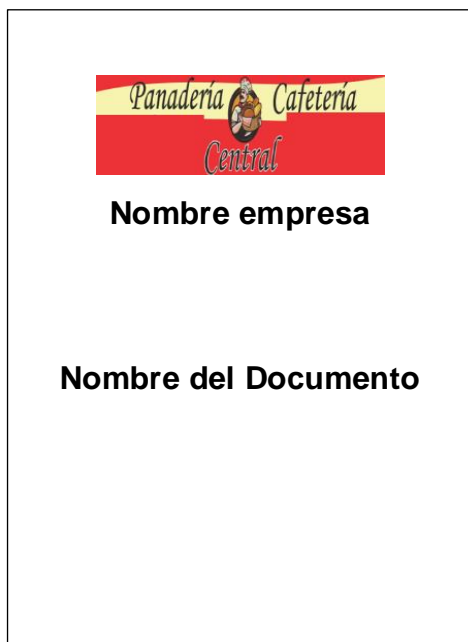 Panadería Cafetería
Central
Nombre empresa
Nombre del Documento